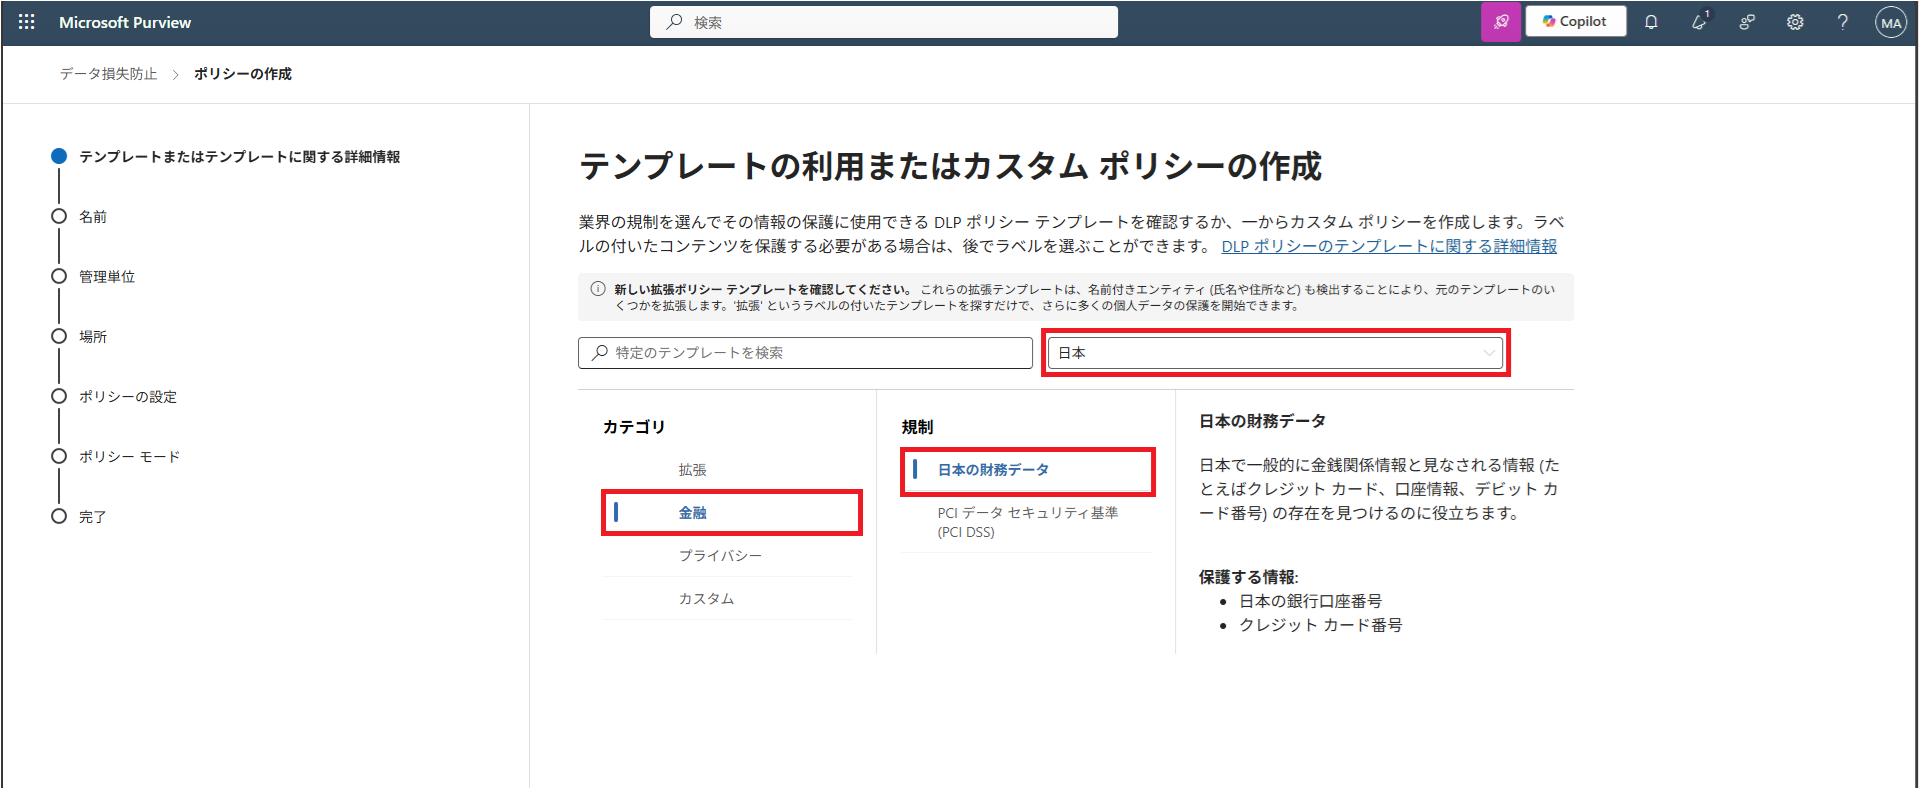 Microsoft Purview
検索
Copilot
1
MA
データ損失防止 > ポリシーの作成
テンプレートまたはテンプレートに関する詳細情報
名前
管理単位
場所
ポリシーの設定
ポリシー モード
完了
テンプレートの利用またはカスタム ポリシーの作成
業界の規制を選んでその情報の保護に使用できる DLP ポリシー テンプレートを確認するか、一からカスタム ポリシーを作成します。ラベ
ルの付いたコンテンツを保護する必要がある場合は、後でラベルを選ぶことができます。 DLP ポリシーのテンプレートに関する詳細情報
新しい拡張ポリシー テンプレートを確認してください。 これらの拡張テンプレートは、名前付きエンティティ (氏名や住所など) も検出することにより、元のテンプレートのい
くつかを拡張します。'拡張' というラベルの付いたテンプレートを探すだけで、さらに多くの個人データの保護を開始できます。
特定のテンプレートを検索
日本
カテゴリ
拡張
金融
プライバシー
カスタム
規制
日本の財務データ
PCI データ セキュリティ基準
(PCI DSS)
日本の財務データ
日本で一般的に金銭関係情報と見なされる情報 (た
とえばクレジット カード、口座情報、デビット カ
ード番号) の存在を見つけるのに役立ちます。
保護する情報:
• 日本の銀行口座番号
• クレジット カード番号